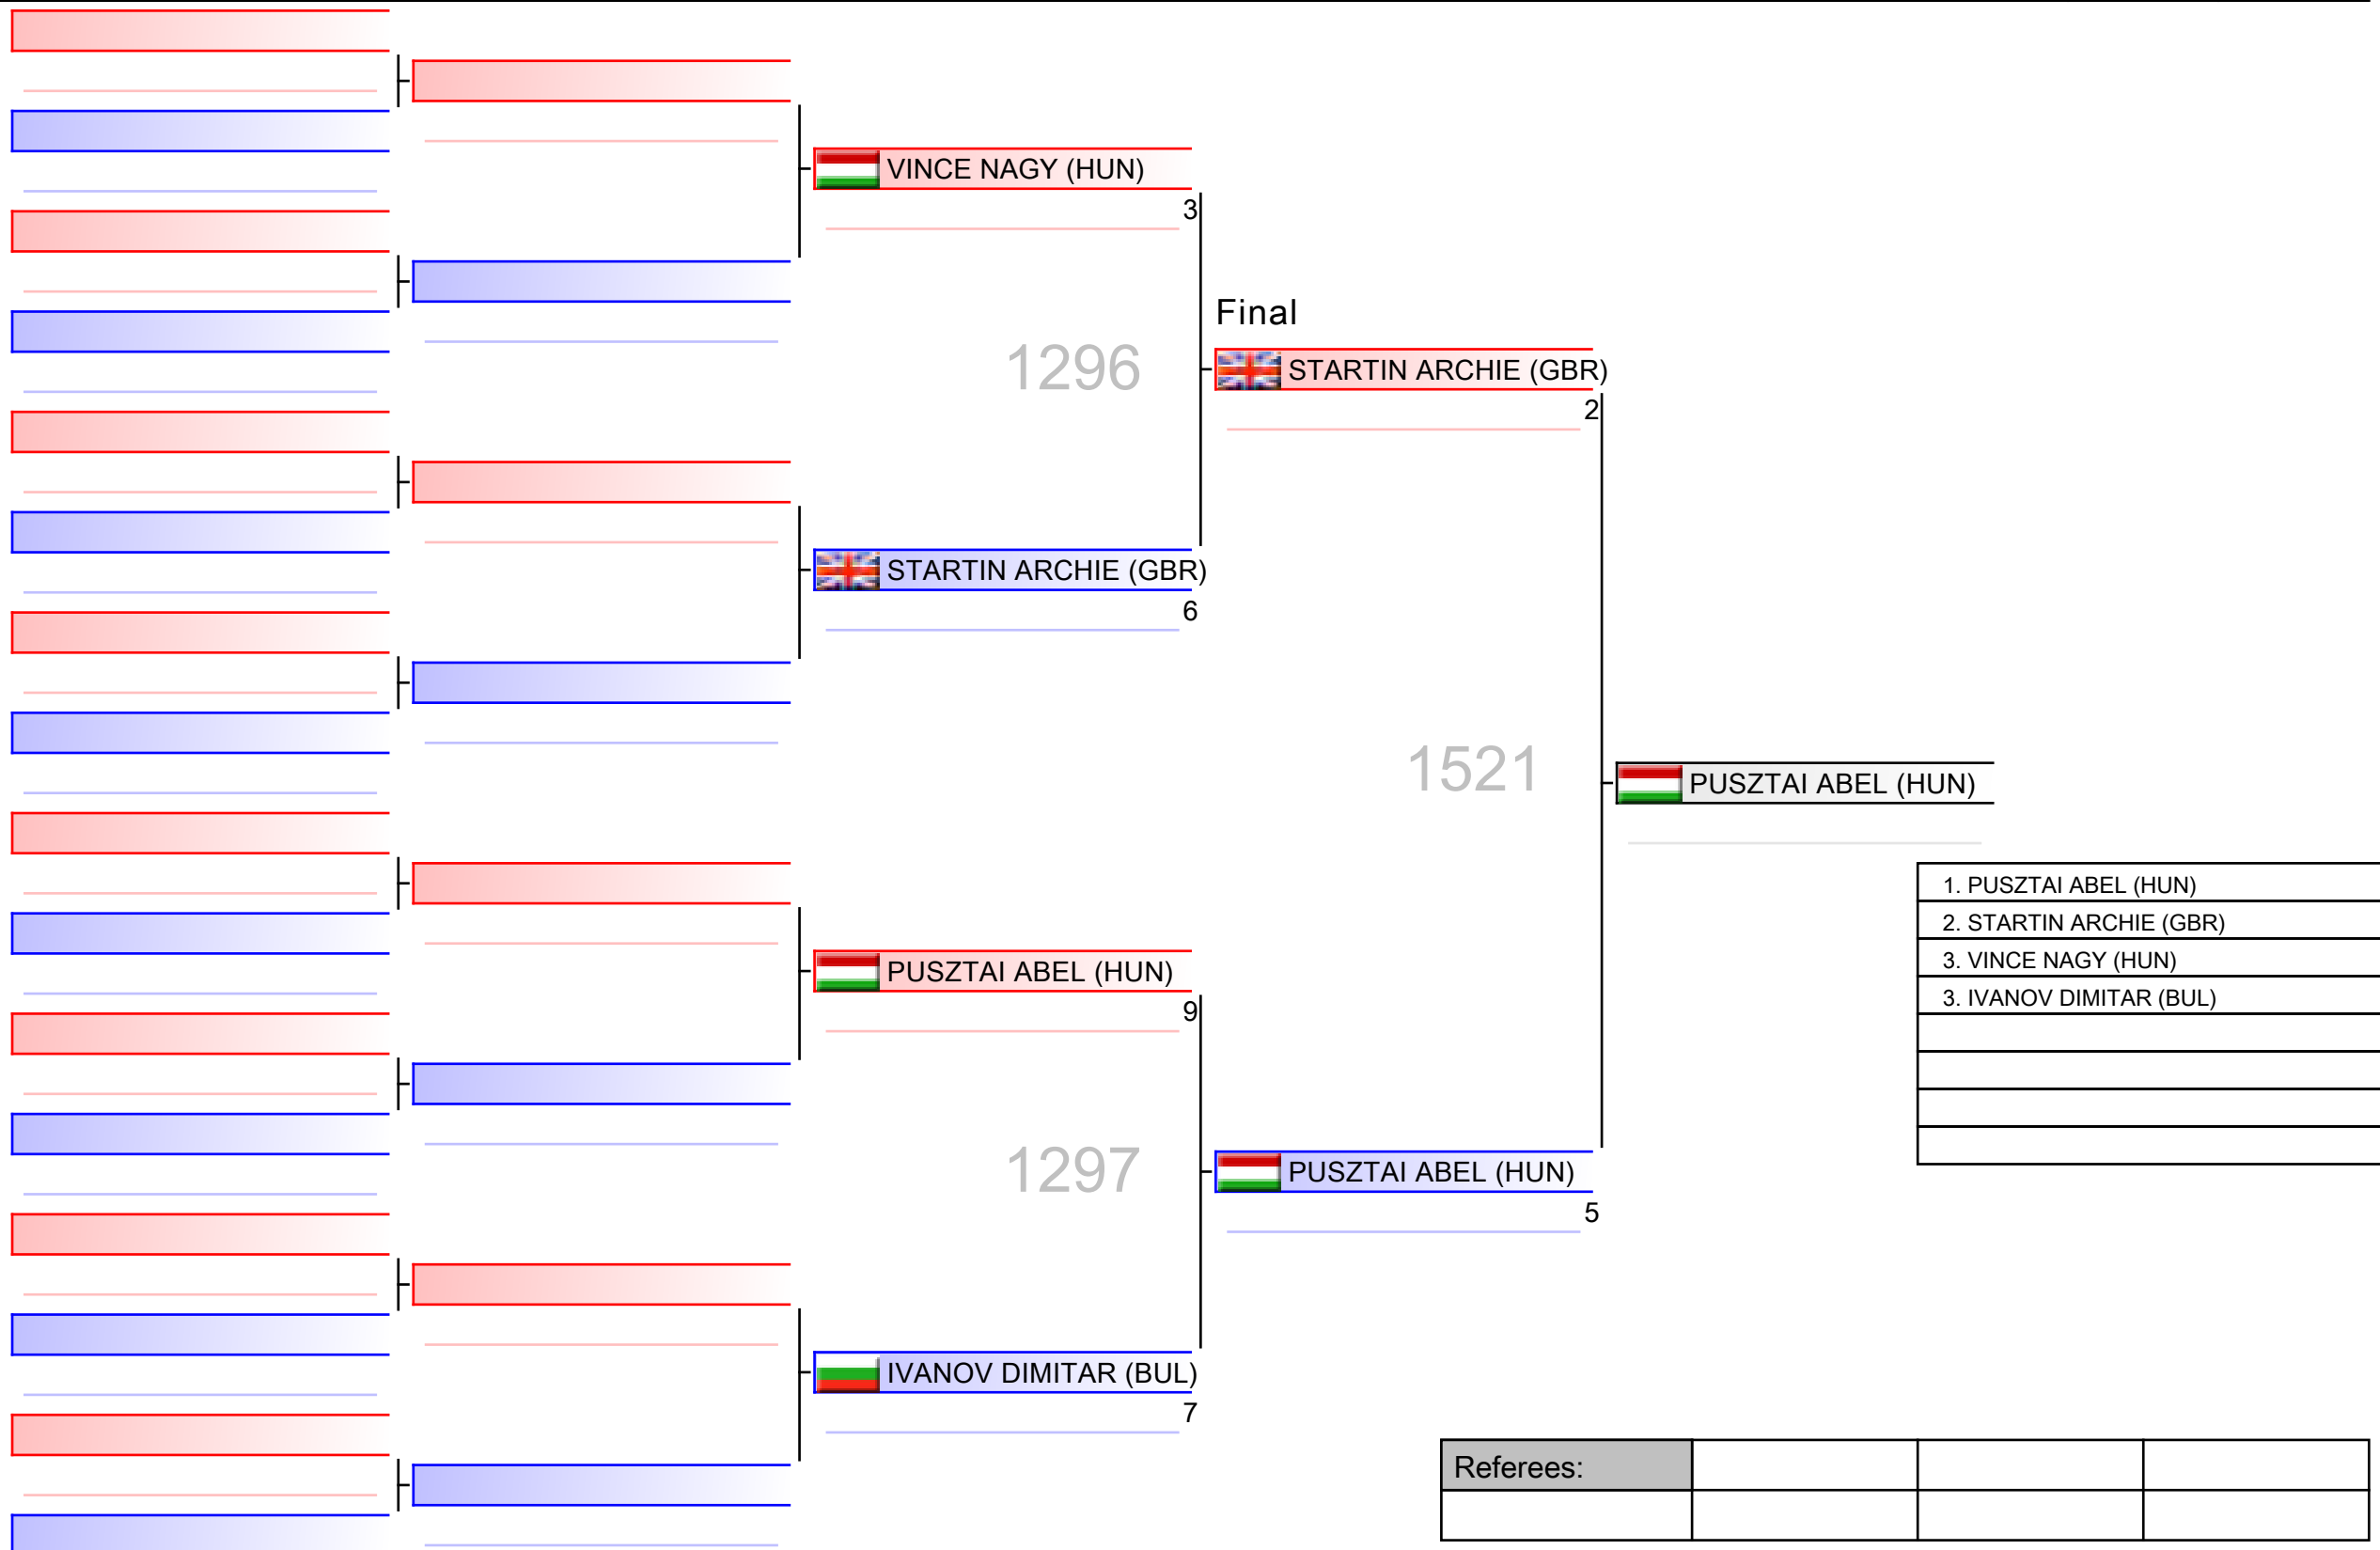 VINCE NAGY (HUN)
3
1296
STARTIN ARCHIE (GBR)
6
Final
STARTIN ARCHIE (GBR)
2
1521
PUSZTAI ABEL (HUN)
PUSZTAI ABEL (HUN)
9
1297
IVANOV DIMITAR (BUL)
7
PUSZTAI ABEL (HUN)
5
1. PUSZTAI ABEL (HUN)
2. STARTIN ARCHIE (GBR)
3. VINCE NAGY (HUN)
3. IVANOV DIMITAR (BUL)
Referees: